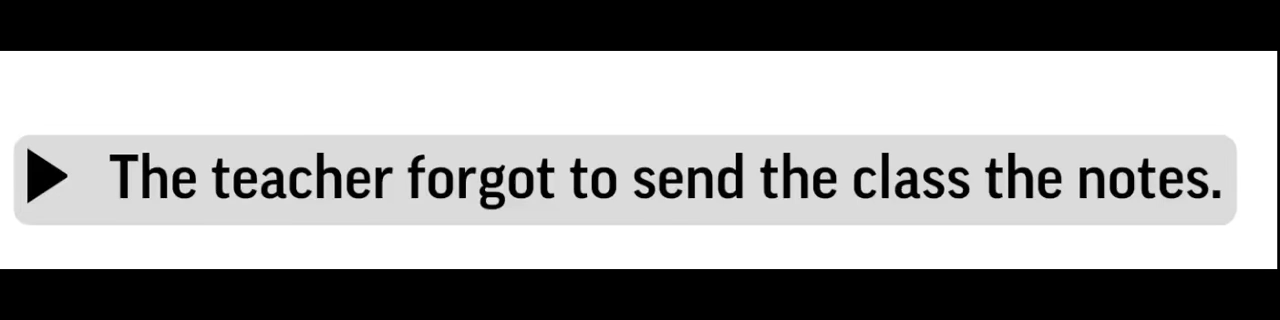 The teacher forgot to send the class the notes.